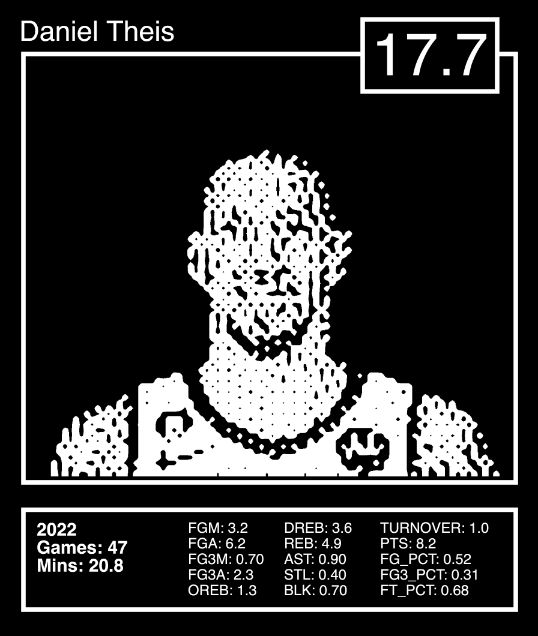 Daniel Theis
17.7
2022
Games: 47
Mins: 20.8
FGM: 3.2
FGA: 6.2
FG3M: 0.70
FG3A: 2.3
OREB: 1.3
DREB: 3.6
REB: 4.9
AST: 0.90
STL: 0.40
BLK: 0.70
TURNOVER: 1.0
PTS: 8.2
FG_PCT: 0.52
FG3_PCT: 0.31
FT_PCT: 0.68